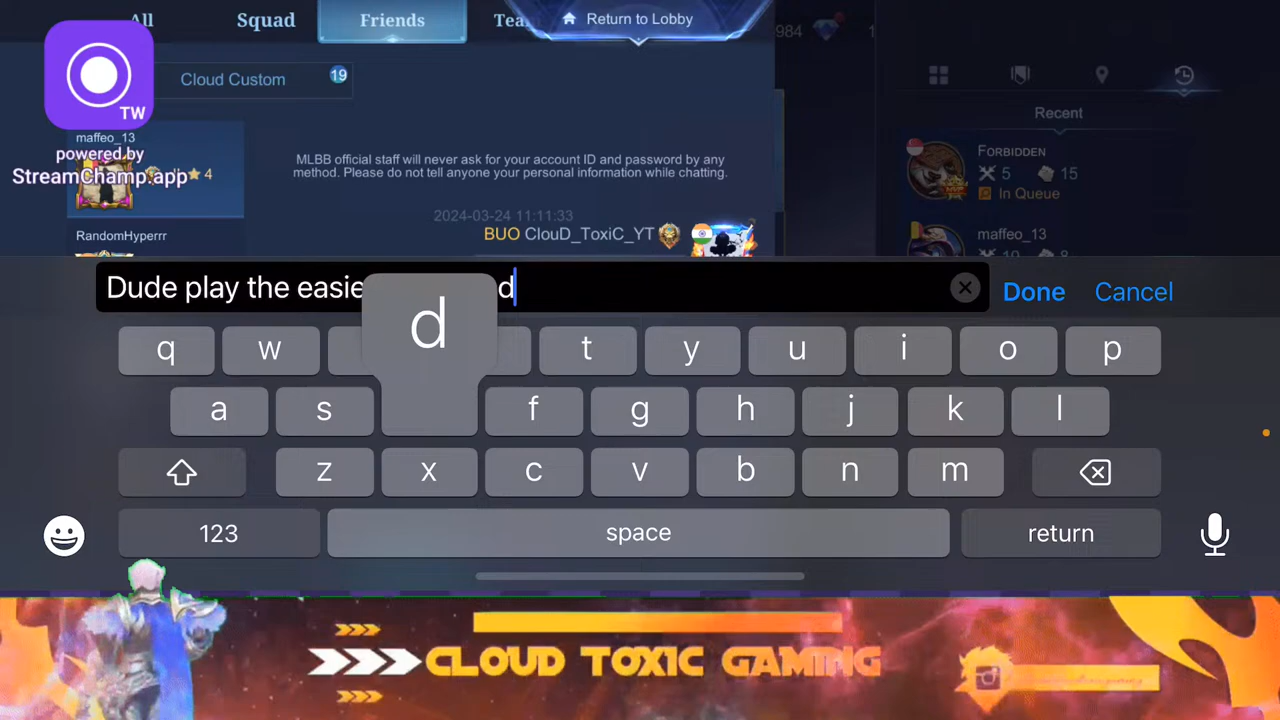 All
Squad
Friends
Return to Lobby
984
TW
Cloud Custom
19
maffeo_13
powered by
StreamChamp.app
4
MLBB official staff will never ask for your account ID and password by any
method. Please do not tell anyone your personal information while chatting.
2024-03-24 11:11:33
RandomHyperrr
BUO ClouD_ToxiC_YT
Recent
FORBIDDEN
5 15
In Queue
maffeo_13
Dude play the easie
d
Done
Cancel
d
q w t y u i o p
a s f g h j k l
z x c v b n m
123
space
return
CLOUD TOXIC GAMING